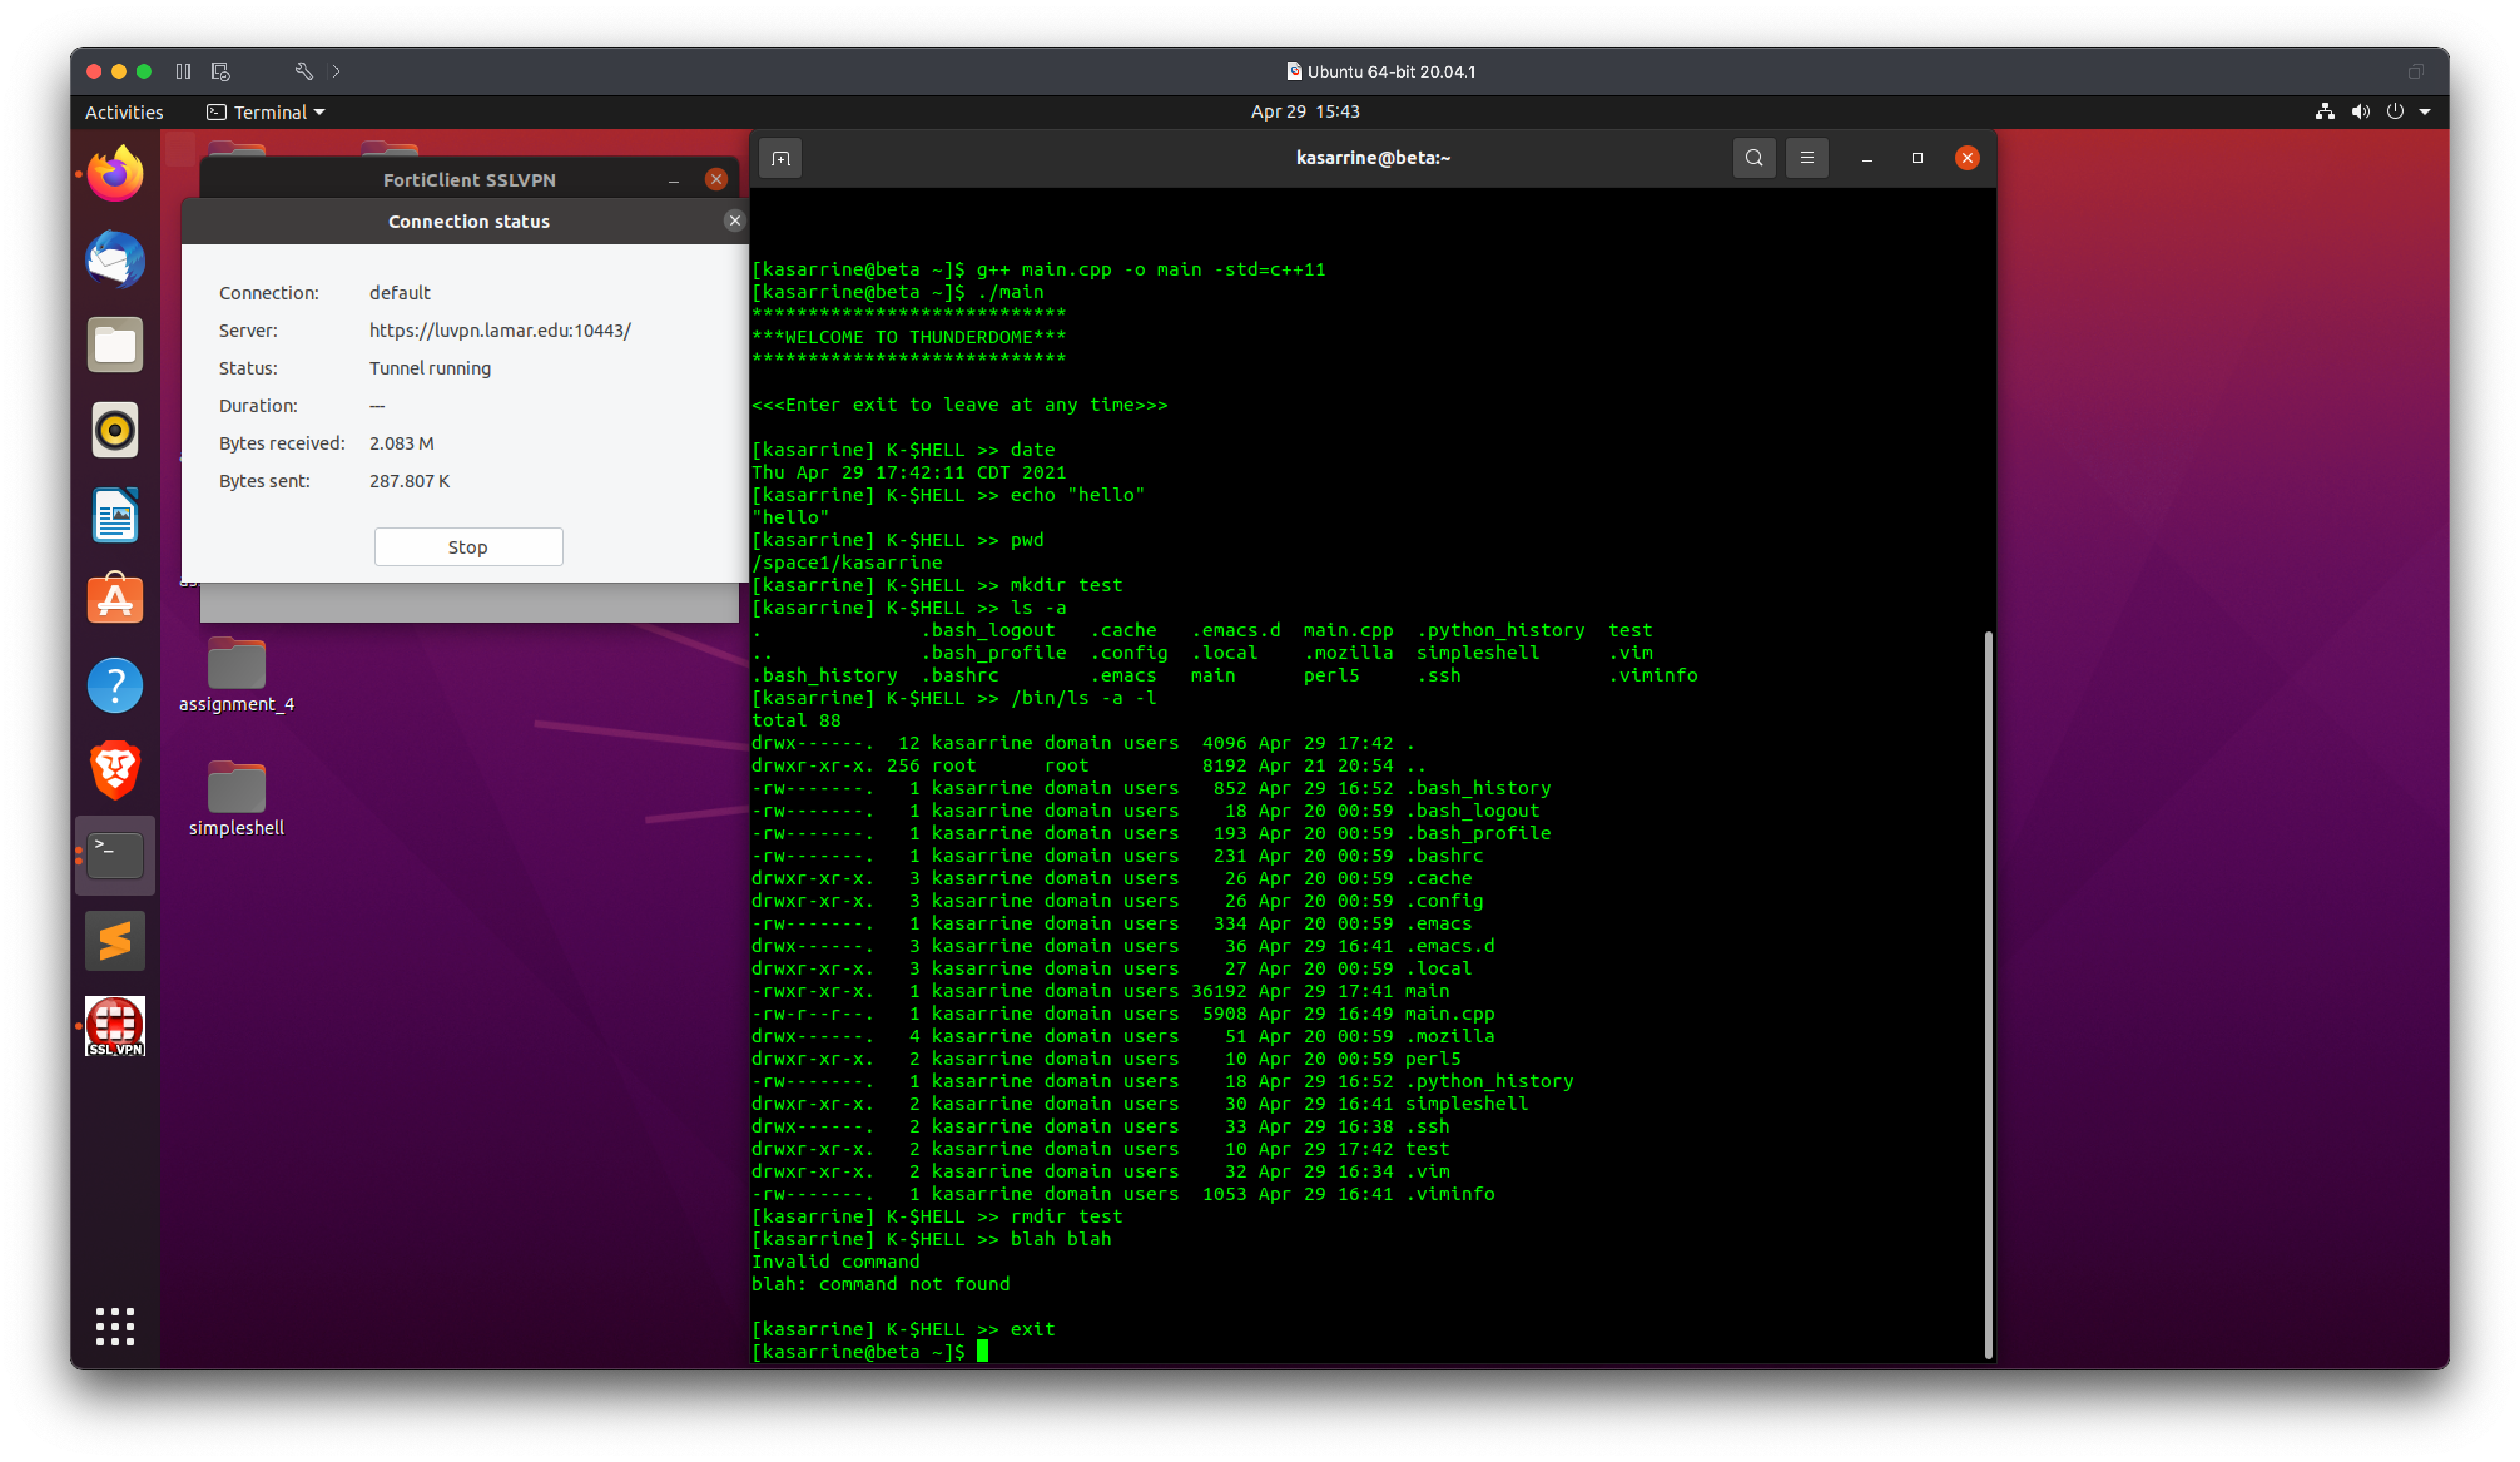 Ubuntu 64-bit 20.04.1
Activities
Terminal
Apr 29 15:43
FortiClient SSLVPN
Connection status
Connection: default
Server: https://luvpn.lamar.edu:10443/
Status: Tunnel running
Duration: ---
Bytes received: 2.083 M
Bytes sent: 287.807 K
Stop
assignment_4
simpleshell
SSL VPN
kasarrine@beta:~
[kasarrine@beta ~]$ g++ main.cpp -o main -std=c++11
[kasarrine@beta ~]$ ./main
****************************
***WELCOME TO THUNDERDOME***
****************************
<<<Enter exit to leave at any time>>>
[kasarrine] K-$HELL >> date
Thu Apr 29 17:42:11 CDT 2021
[kasarrine] K-$HELL >> echo "hello"
"hello"
[kasarrine] K-$HELL >> pwd
/space1/kasarrine
[kasarrine] K-$HELL >> mkdir test
[kasarrine] K-$HELL >> ls -a
. .bash_logout .cache .emacs.d main.cpp .python_history test
.. .bash_profile .config .local .mozilla simpleshell .vim
.bash_history .bashrc .emacs main perl5 .ssh .viminfo
[kasarrine] K-$HELL >> /bin/ls -a -l
total 88
drwx------. 12 kasarrine domain users 4096 Apr 29 17:42 .
drwxr-xr-x. 256 root root 8192 Apr 21 20:54 ..
-rw-------. 1 kasarrine domain users 852 Apr 29 16:52 .bash_history
-rw-------. 1 kasarrine domain users 18 Apr 20 00:59 .bash_logout
-rw-------. 1 kasarrine domain users 193 Apr 20 00:59 .bash_profile
-rw-------. 1 kasarrine domain users 231 Apr 20 00:59 .bashrc
drwxr-xr-x. 3 kasarrine domain users 26 Apr 20 00:59 .cache
drwxr-xr-x. 3 kasarrine domain users 26 Apr 20 00:59 .config
-rw-------. 1 kasarrine domain users 334 Apr 20 00:59 .emacs
drwx------. 3 kasarrine domain users 36 Apr 29 16:41 .emacs.d
drwxr-xr-x. 3 kasarrine domain users 27 Apr 20 00:59 .local
-rwxr-xr-x. 1 kasarrine domain users 36192 Apr 29 17:41 main
-rw-r--r--. 1 kasarrine domain users 5908 Apr 29 16:49 main.cpp
drwx------. 4 kasarrine domain users 51 Apr 20 00:59 .mozilla
drwxr-xr-x. 2 kasarrine domain users 10 Apr 20 00:59 perl5
-rw-------. 1 kasarrine domain users 18 Apr 29 16:52 .python_history
drwxr-xr-x. 2 kasarrine domain users 30 Apr 29 16:41 simpleshell
drwx------. 2 kasarrine domain users 33 Apr 29 16:38 .ssh
drwxr-xr-x. 2 kasarrine domain users 10 Apr 29 17:42 test
drwxr-xr-x. 2 kasarrine domain users 32 Apr 29 16:34 .vim
-rw-------. 1 kasarrine domain users 1053 Apr 29 16:41 .viminfo
[kasarrine] K-$HELL >> rmdir test
[kasarrine] K-$HELL >> blah blah
Invalid command
blah: command not found
[kasarrine] K-$HELL >> exit
[kasarrine@beta ~]$